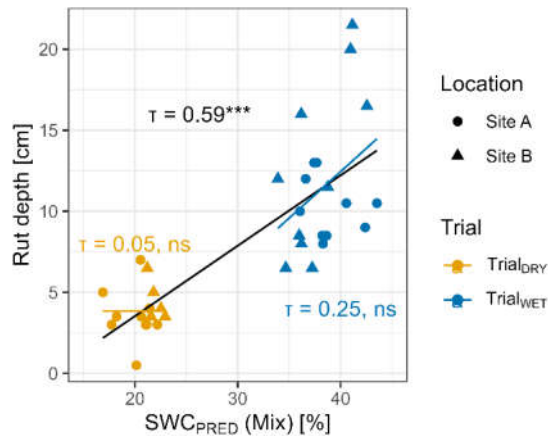 20
15
10
5
0
Rut depth [cm]
τ = 0.59***
τ = 0.05, ns
τ = 0.25, ns
20
30
40
SWCPRED (Mix) [%]
Location
Site A
Site B
Trial
TrialDRY
TrialWET